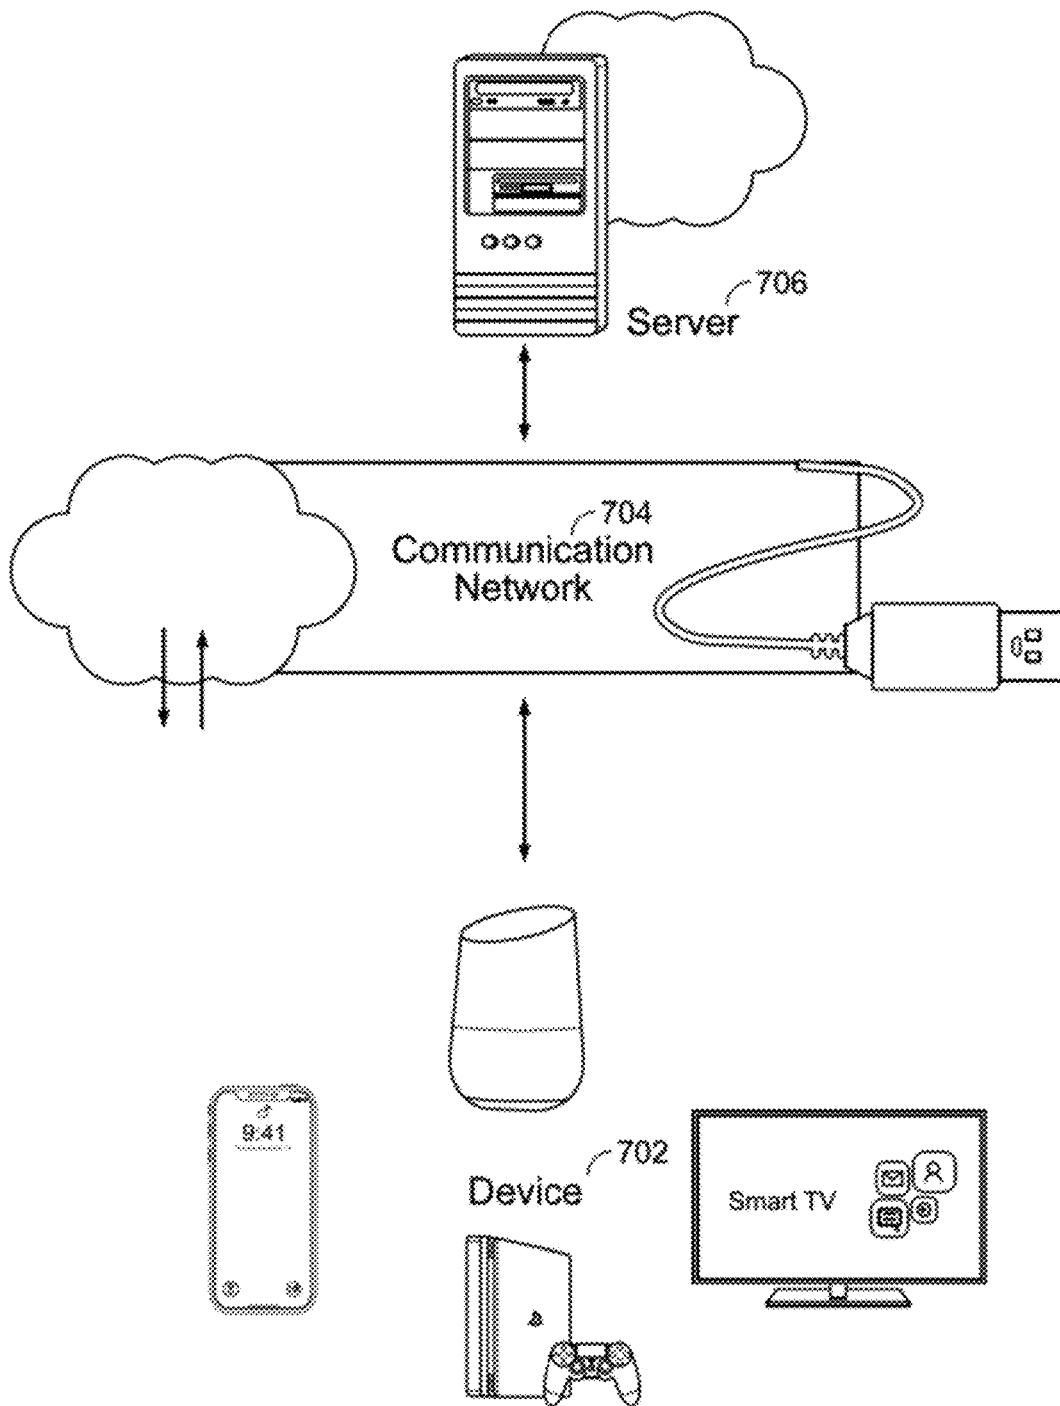 706
Server
704
Communication
Network
9:41
702
Device
Smart TV